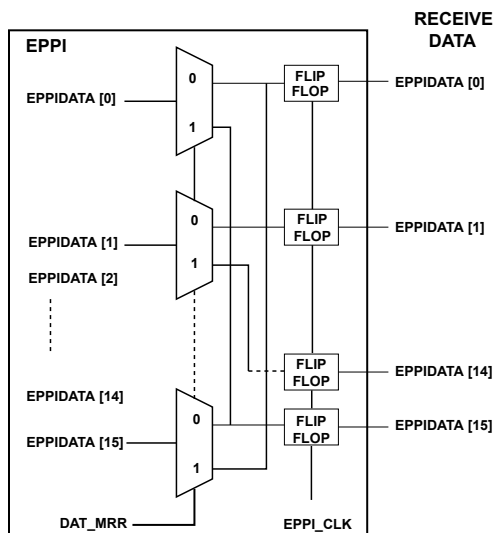 RECEIVE
DATA
EPPI
0
FLIP
FLOP
EPPIDATA [0]
EPPIDATA [0]
1
0
FLIP
FLOP
EPPIDATA [1]
EPPIDATA [1]
1
EPPIDATA [2]
FLIP
FLOP
EPPIDATA [14]
EPPIDATA [14]
0
FLIP
FLOP
EPPIDATA [15]
EPPIDATA [15]
1
DAT_MRR
EPPI_CLK